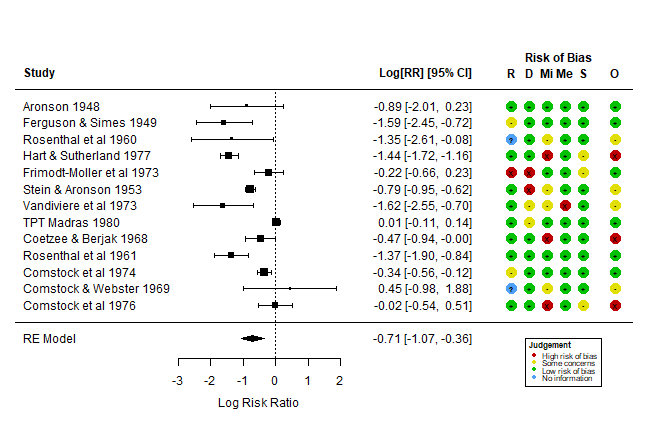 Risk of Bias
Study Log[RR] [95% CI] R D Mi Me S O
Aronson 1948 -0.89 [-2.01, 0.23] + + + + + +
Ferguson & Simes 1949 -1.59 [-2.45, -0.72] - + + + + +
Rosenthal et al 1960 -1.35 [-2.61, -0.08] ? + - + + -
Hart & Sutherland 1977 -1.44 [-1.72, -1.16] + + x + - x
Frimodt-Moller et al 1973 -0.22 [-0.66, 0.23] x x + + - +
Stein & Aronson 1953 -0.79 [-0.95, -0.62] + x - + + -
Vandiviere et al 1973 -1.62 [-2.55, -0.70] + - - x + -
TPT Madras 1980 0.01 [-0.11, 0.14] + - + + + +
Coetzee & Berjak 1968 -0.47 [-0.94, -0.00] + + x + + x
Rosenthal et al 1961 -1.37 [-1.90, -0.84] + + + + + +
Comstock et al 1974 -0.34 [-0.56, -0.12] - + + + + +
Comstock & Webster 1969 0.45 [-0.98, 1.88] ? + - + + -
Comstock et al 1976 -0.02 [-0.54, 0.51] + + x + - x
RE Model -0.71 [-1.07, -0.36]
-3 -2 -1 0 1 2
Log Risk Ratio
Judgement
High risk of bias
Some concerns
Low risk of bias
No information